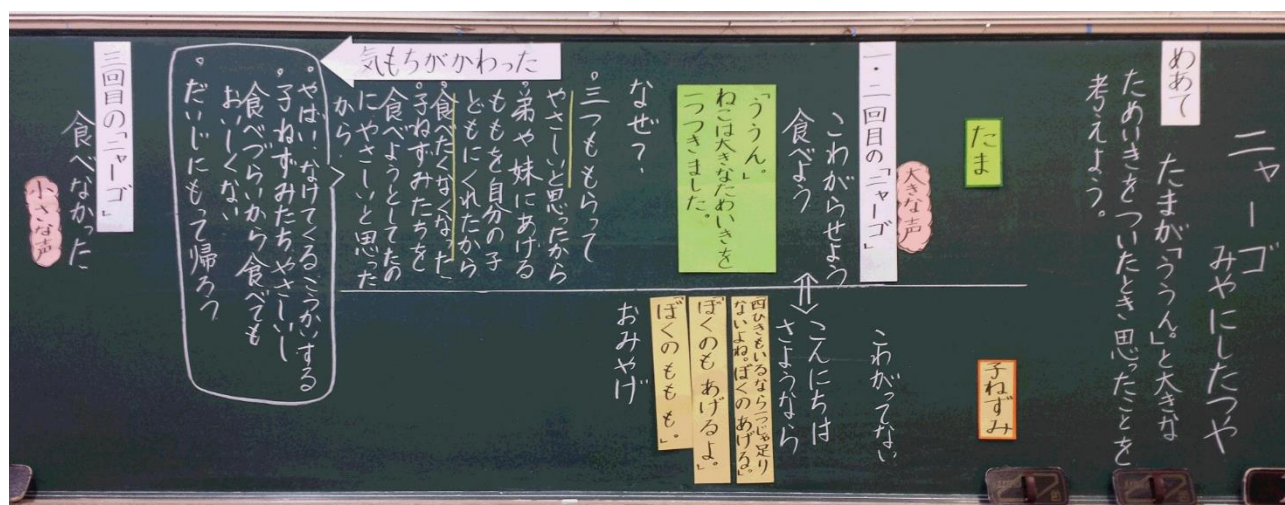 ニャーゴ
みやにしたつや
めあて
たまが「ううん。」と大きな
ためいきをついたとき思ったことを
考えよう。
たま
子ねずみ
一・二回目の「ニャーゴ」
大きな声
こわがらせよう
食べよう
こわがってない
こんにちは
さようなら
「ううん。」
ねこは大きなためいきを
一つつきました。
四ひきもいるなら一つじゃ足り
ないよね。ぼくのあげる。」
「ぼくのも あげるよ。」
「ぼくの ももも。」
おみやげ
なぜ?
気もちがかわった
・三つももらって
やさしいと思ったから
・弟や妹にあげる
ももを自分の子
どもにくれたから
・食べたくなくなった
・子ねずみたちを
食べようとしてたの
にやさしいと思った
から
・やばい、なけてくるこうかいする
・子ねずみたちやさしいし
食べづらいから食べても
おいしくない
・だいじにもって帰ろう
三回目の「ニャーゴ」
食べなかった
小さな声